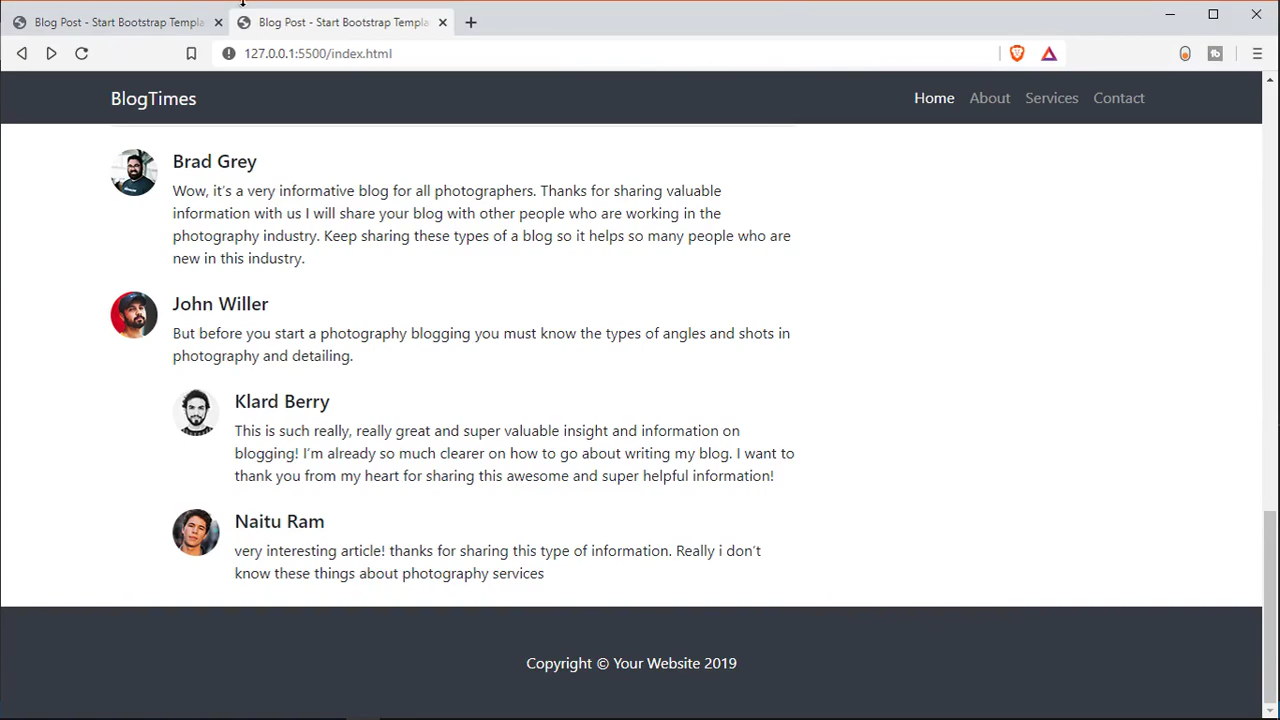 Blog Post - Start Bootstrap Templa
Blog Post - Start Bootstrap Templa
127.0.0.1:5500/index.html
BlogTimes
Home About Services Contact
Brad Grey
Wow, it's a very informative blog for all photographers. Thanks for sharing valuable
information with us I will share your blog with other people who are working in the
photography industry. Keep sharing these types of a blog so it helps so many people who are
new in this industry.
John Willer
But before you start a photography blogging you must know the types of angles and shots in
photography and detailing.
Klard Berry
This is such really, really great and super valuable insight and information on
blogging! I'm already so much clearer on how to go about writing my blog. I want to
thank you from my heart for sharing this awesome and super helpful information!
Naitu Ram
very interesting article! thanks for sharing this type of information. Really i don't
know these things about photography services
Copyright © Your Website 2019